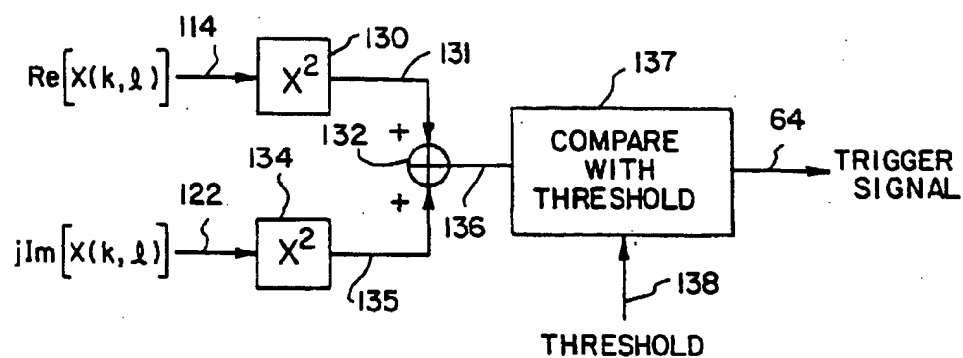 114
130
131
Re[X(k,ℓ)]
X²
137
+
132
134
COMPARE
WITH
THRESHOLD
64
TRIGGER
SIGNAL
122
+
136
jIm[X(k,ℓ)]
X²
135
138
THRESHOLD